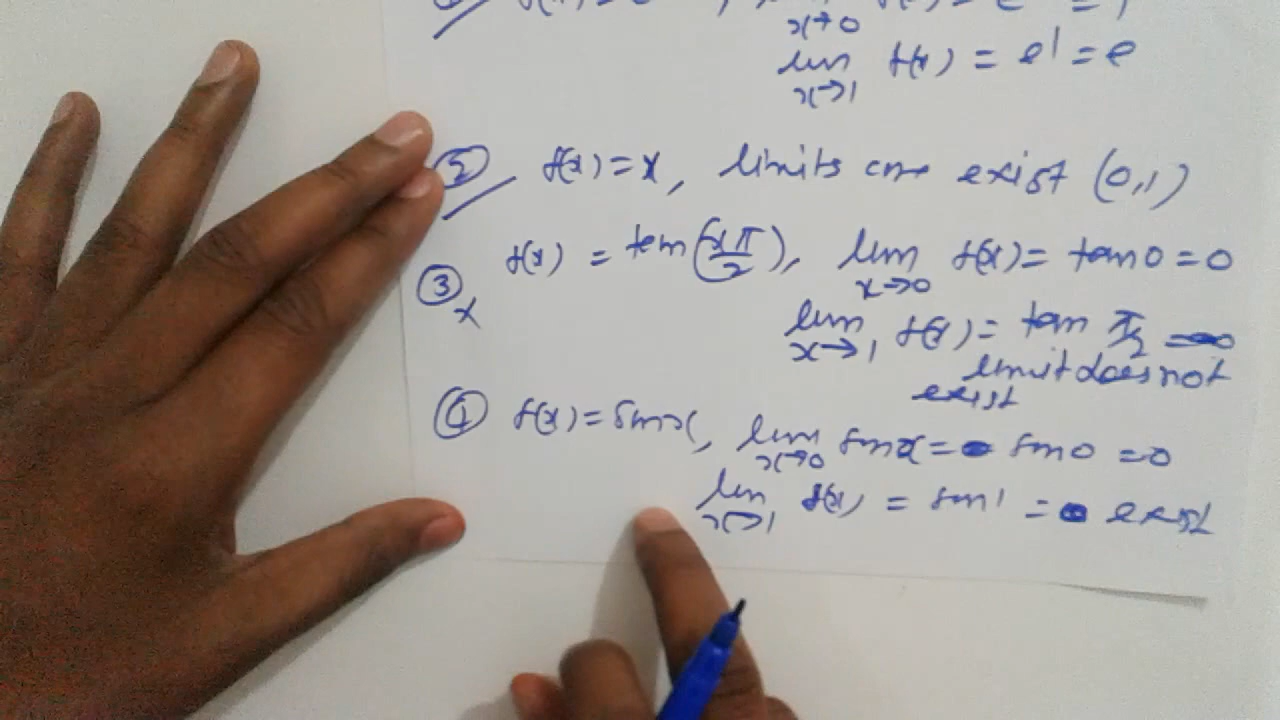 lim f(x) = e¹ = e
x→1
② f(x) = x, limits are exist (0,1)
③ x f(x) = tan(xπ/2), lim f(x) = tan0 = 0
x→0
lim f(x) = tan π/2
x→1
limit does not
exist
④ f(x) = sinx, lim sinx = sin0 = 0
x→0
lim f(x) = sin1 = exist
x→1